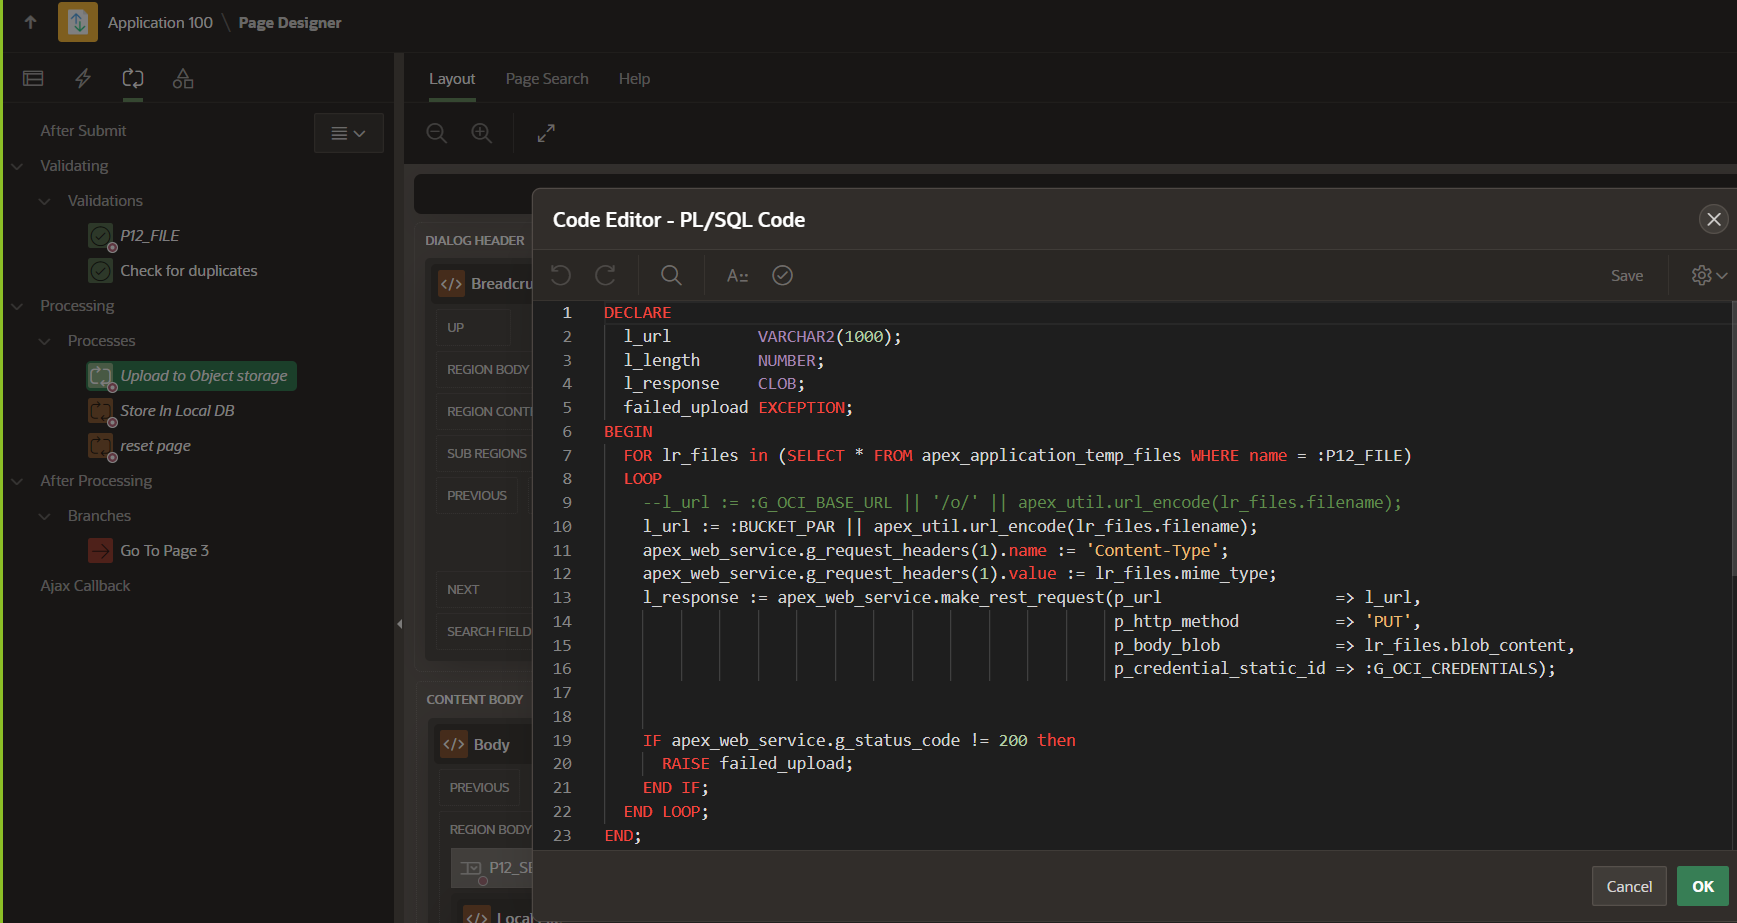 Application 100 \ Page Designer
Layout Page Search Help
After Submit
Validating
Validations
P12_FILE
Check for duplicates
Processing
Processes
Upload to Object storage
Store In Local DB
reset page
After Processing
Branches
Go To Page 3
Ajax Callback
DIALOG HEADER
</> Breadcru
UP
REGION BODY
REGION CONT
SUB REGIONS
PREVIOUS
NEXT
SEARCH FIELD
CONTENT BODY
</> Body
PREVIOUS
REGION BODY
</> Local
Code Editor - PL/SQL Code
A
Save
1 DECLARE
2 l_url VARCHAR2(1000);
3 l_length NUMBER;
4 l_response CLOB;
5 failed_upload EXCEPTION;
6 BEGIN
7 FOR lr_files in (SELECT * FROM apex_application_temp_files WHERE name = :P12_FILE)
8 LOOP
9 --l_url := :G_OCI_BASE_URL || '/o/' || apex_util.url_encode(lr_files.filename);
10 l_url := :BUCKET_PAR || apex_util.url_encode(lr_files.filename);
11 apex_web_service.g_request_headers(1).name := 'Content-Type';
12 apex_web_service.g_request_headers(1).value := lr_files.mime_type;
13 l_response := apex_web_service.make_rest_request(p_url => l_url,
14 p_http_method => 'PUT',
15 p_body_blob => lr_files.blob_content,
16 p_credential_static_id => :G_OCI_CREDENTIALS);
17
18
19 IF apex_web_service.g_status_code != 200 then
20 RAISE failed_upload;
21 END IF;
22 END LOOP;
23 END;
Cancel OK